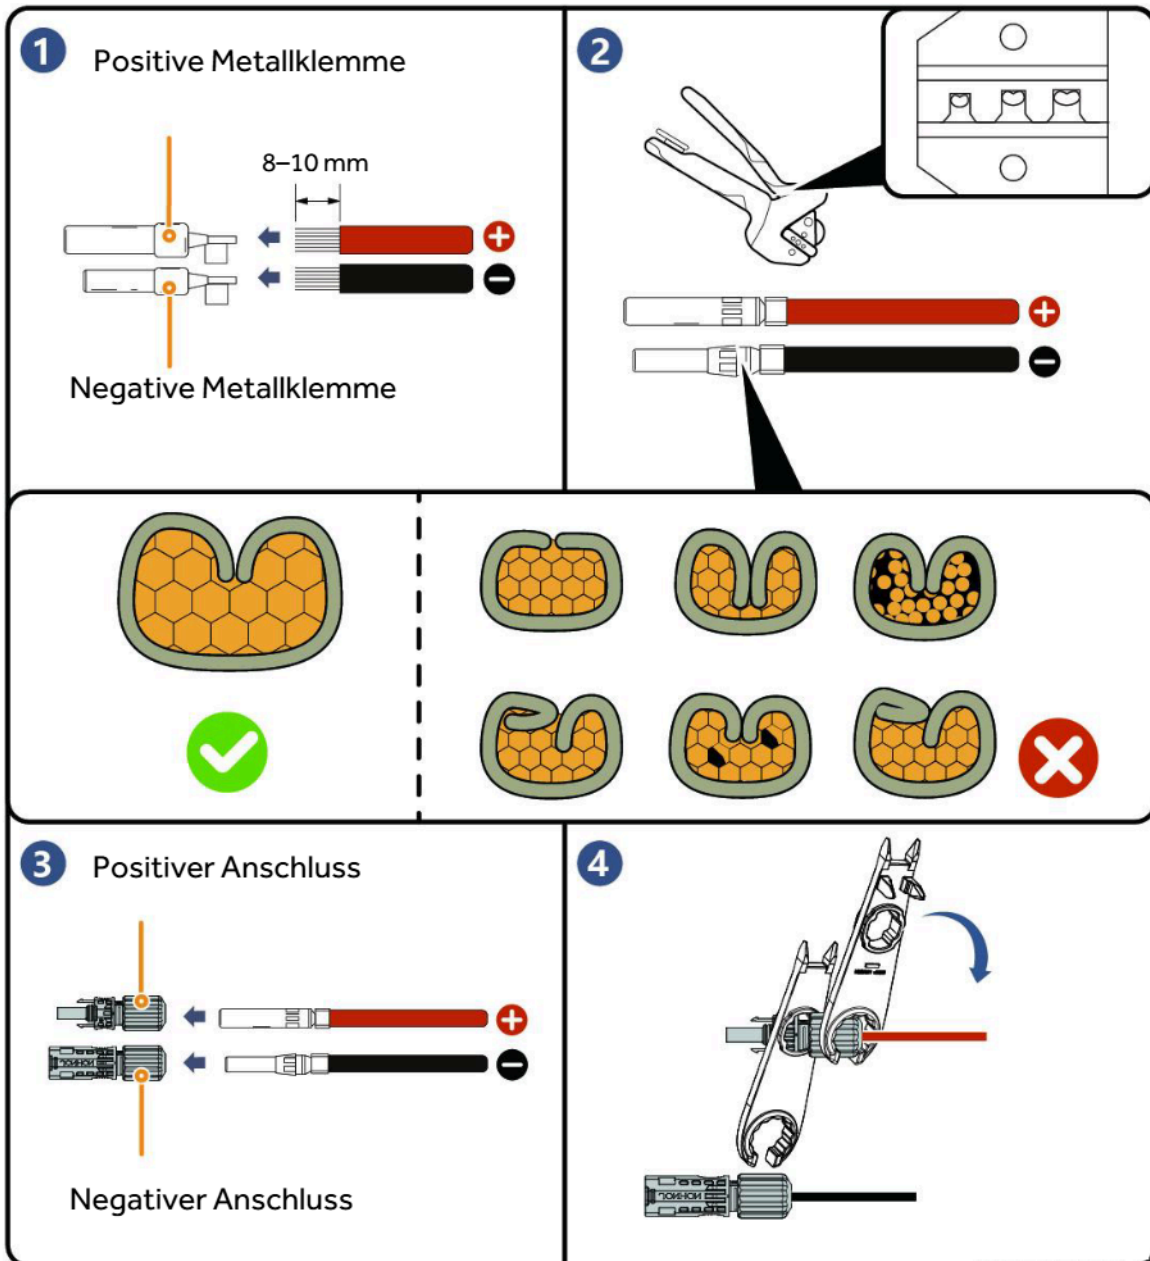 1 Positive Metallklemme
8–10 mm
+
−
Negative Metallklemme
2
+
−
3 Positiver Anschluss
+
−
Negativer Anschluss
4